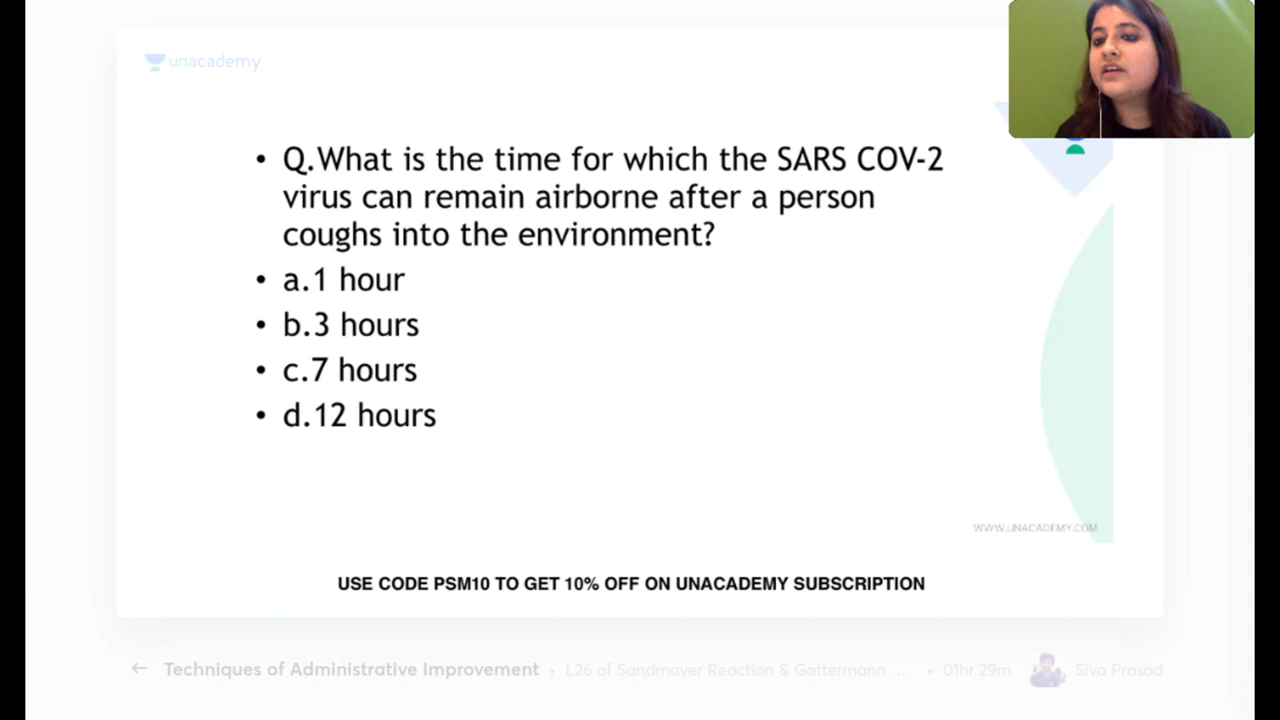 unacademy
• Q.What is the time for which the SARS COV-2
virus can remain airborne after a person
coughs into the environment?
• a.1 hour
• b.3 hours
• c.7 hours
• d.12 hours
WWW.UNACADEMY.COM
USE CODE PSM10 TO GET 10% OFF ON UNACADEMY SUBSCRIPTION
← Techniques of Administrative Improvement • L26 of Sandmayer Reaction & Gattermann ... • 01hr 29m Siva Prasad